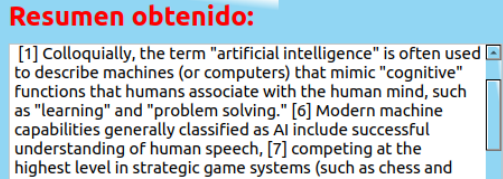 Resumen obtenido:
[1] Colloquially, the term "artificial intelligence" is often used
to describe machines (or computers) that mimic "cognitive"
functions that humans associate with the human mind, such
as "learning" and "problem solving." [6] Modern machine
capabilities generally classified as AI include successful
understanding of human speech, [7] competing at the
highest level in strategic game systems (such as chess and